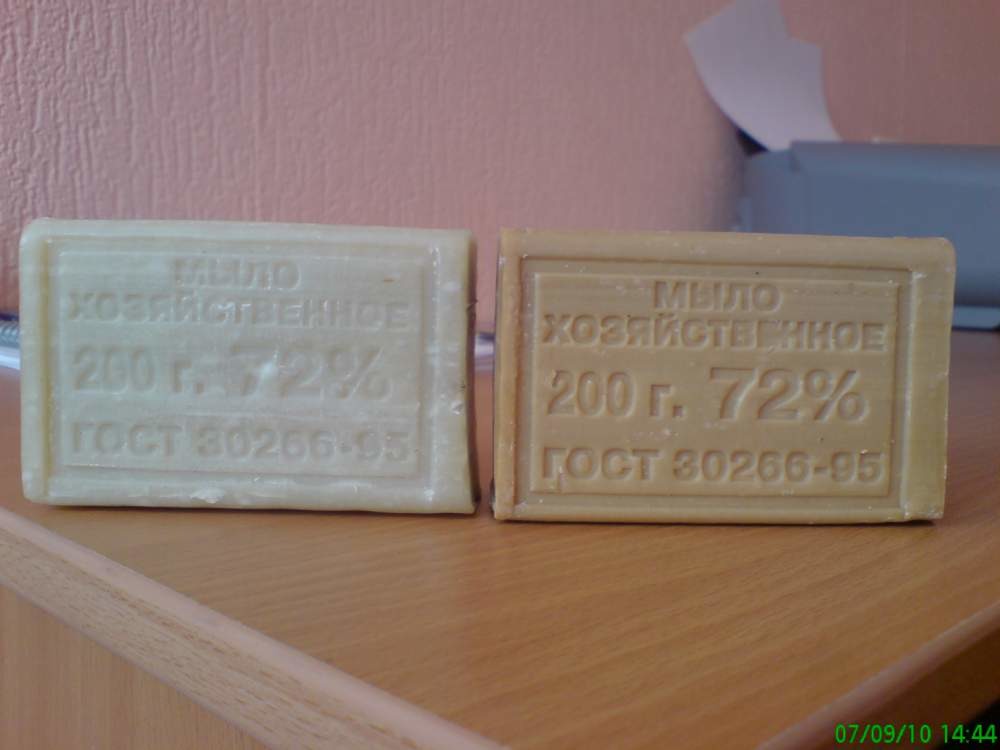 МЫЛО
ХОЗЯЙСТВЕННОЕ
200 г. 72%
ГОСТ 30266-95
МЫЛО
ХОЗЯЙСТВЕННОЕ
200 г. 72%
ГОСТ 30266-95
07/09/10 14:44